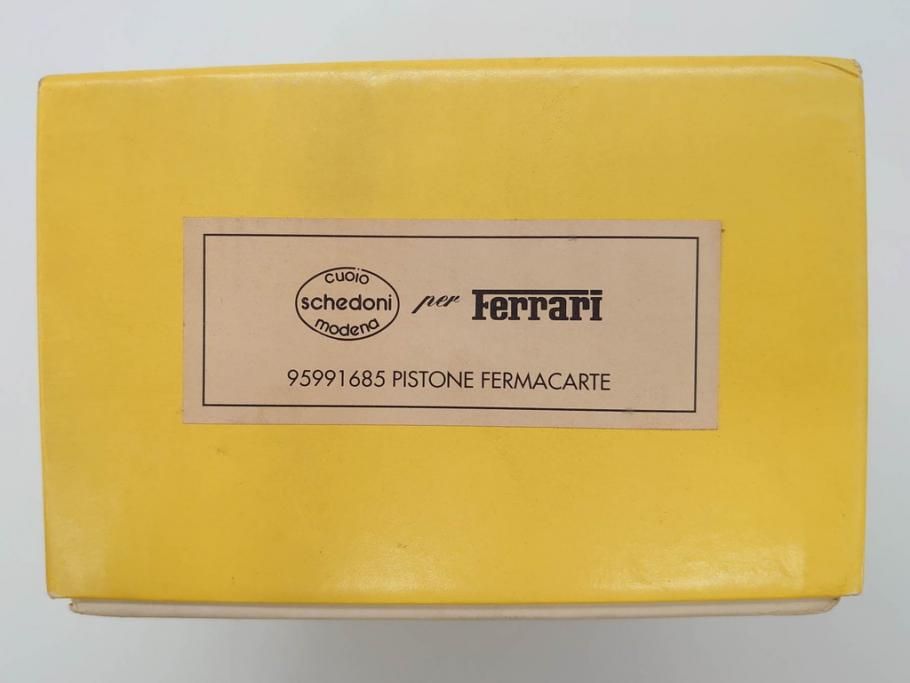 cuoio
schedoni per Ferrari
modena
95991685 PISTONE FERMACARTE